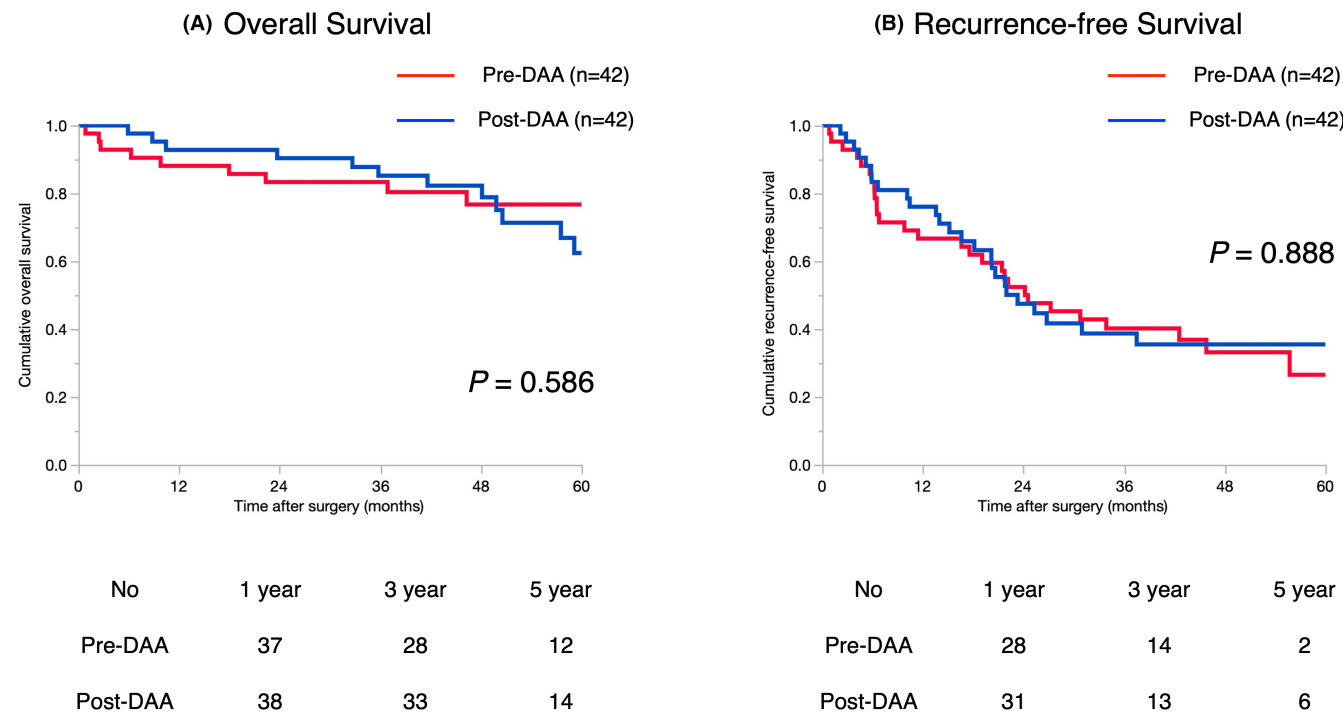 (A) Overall Survival
Pre-DAA (n=42)
Post-DAA (n=42)
1.0
0.8
0.6
0.4
0.2
0.0
Cumulative overall survival
P = 0.586
0 12 24 36 48 60
Time after surgery (months)
No 1 year 3 year 5 year
Pre-DAA 37 28 12
Post-DAA 38 33 14
(B) Recurrence-free Survival
Pre-DAA (n=42)
Post-DAA (n=42)
1.0
0.8
0.6
0.4
0.2
0.0
Cumulative recurrence-free survival
P = 0.888
0 12 24 36 48 60
Time after surgery (months)
No 1 year 3 year 5 year
Pre-DAA 28 14 2
Post-DAA 31 13 6